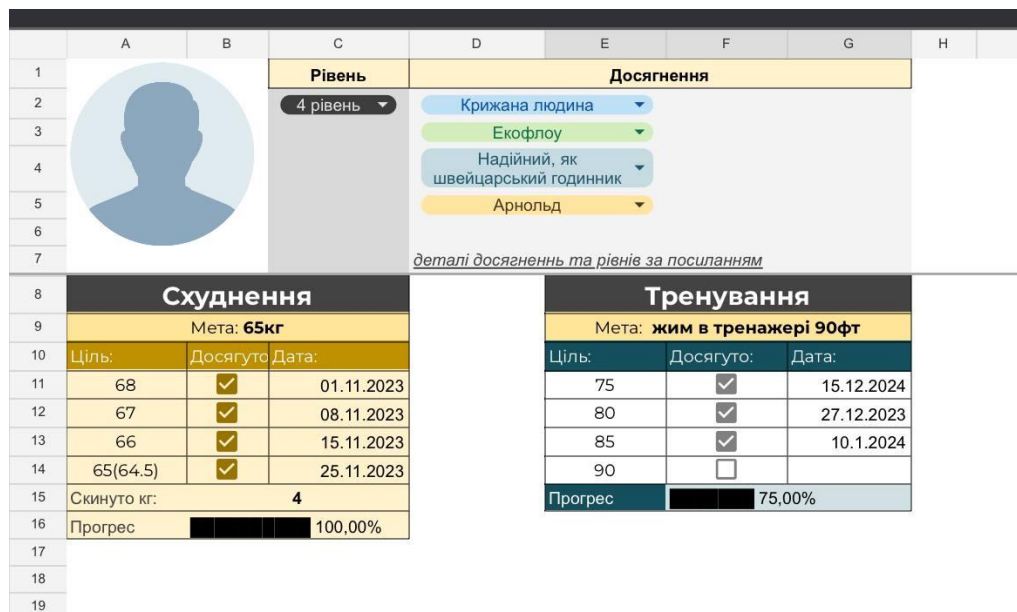 A B C D E F G H
1 Рівень Досягнення
2 4 рівень Крижана людина
3 Екофлоу
4 Надійний, як
швейцарський годинник
5 Арнольд
6
7 деталі досягненнь та рівнів за посиланням
8 Схуднення Тренування
9 Мета: 65кг Мета: жим в тренажері 90фт
10 Ціль: Досягуто Дата: Ціль: Досягуто: Дата:
11 68 01.11.2023 75 15.12.2024
12 67 08.11.2023 80 27.12.2023
13 66 15.11.2023 85 10.1.2024
14 65(64.5) 25.11.2023 90
15 Скинуто кг: 4 Прогрес 75,00%
16 Прогрес 100,00%
17
18
19